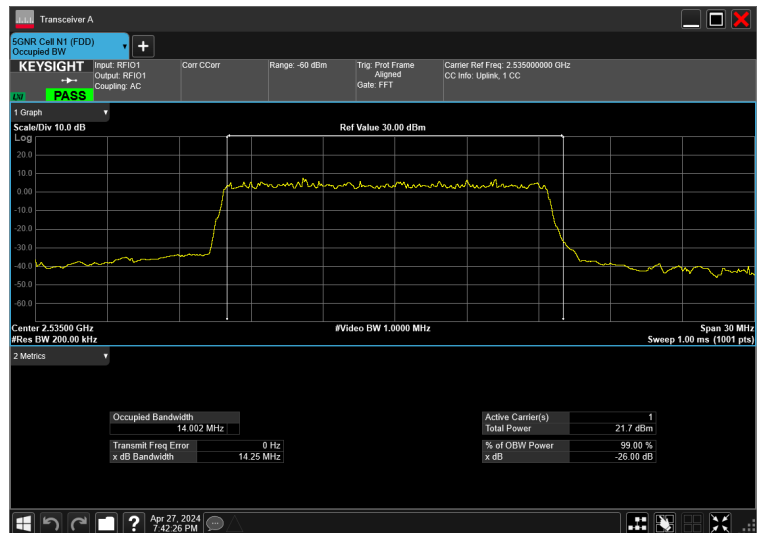 Transceiver A
5GNR Cell N1 (FDD)
Occupied BW
KEYSIGHT
LXI
PASS
Input: RFIO1
Output: RFIO1
Coupling: AC
Corr CCorr
Range: -60 dBm
Trig: Prot Frame
Aligned
Gate: FFT
Carrier Ref Freq: 2.535000000 GHz
CC Info: Uplink, 1 CC
1 Graph
Scale/Div 10.0 dB
Ref Value 30.00 dBm
Log
20.0
10.0
0.00
-10.0
-20.0
-30.0
-40.0
-50.0
-60.0
Center 2.53500 GHz
#Video BW 1.0000 MHz
Span 30 MHz
#Res BW 200.00 kHz
Sweep 1.00 ms (1001 pts)
2 Metrics
Occupied Bandwidth
14.002 MHz
Transmit Freq Error 0 Hz
x dB Bandwidth 14.25 MHz
Active Carrier(s) 1
Total Power 21.7 dBm
% of OBW Power 99.00 %
x dB -26.00 dB
?
Apr 27, 2024
7:42:26 PM